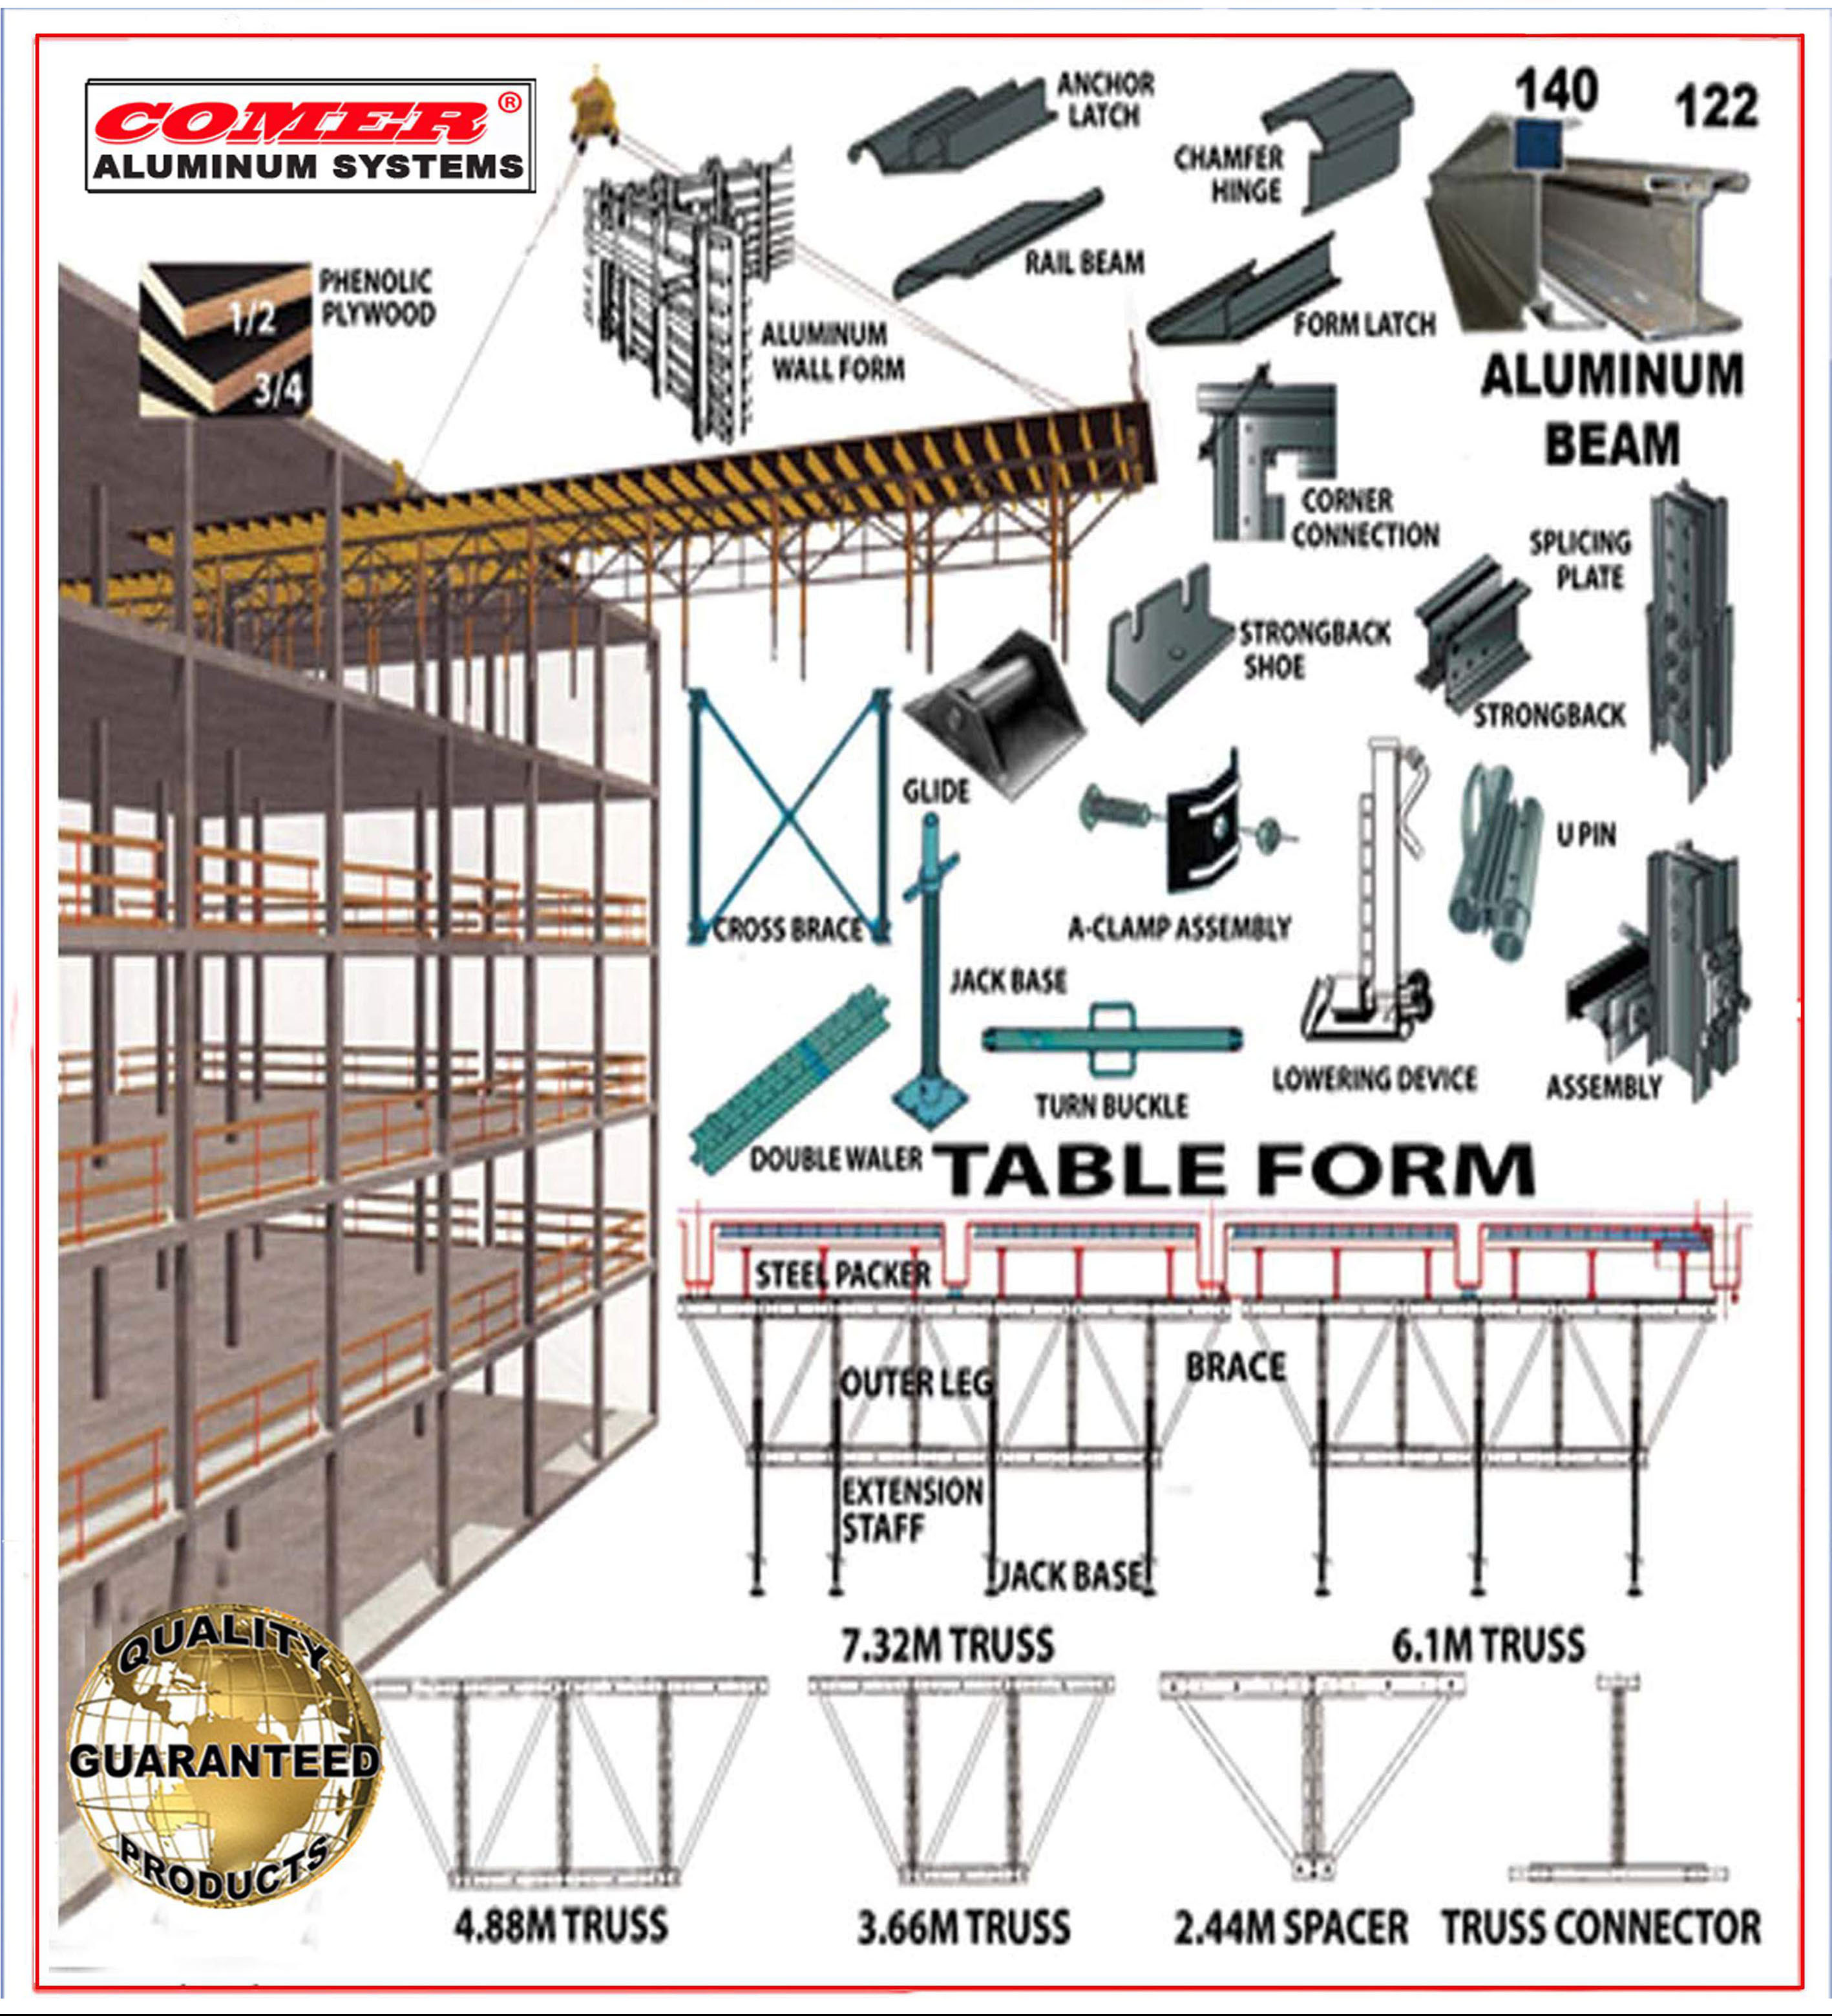 COMER®
ALUMINUM SYSTEMS
ANCHOR
LATCH
140
122
CHAMFER
HINGE
PHENOLIC
PLYWOOD
1/2
3/4
RAIL BEAM
FORM LATCH
ALUMINUM
WALL FORM
ALUMINUM
BEAM
CORNER
CONNECTION
SPLICING
PLATE
STRONGBACK
SHOE
STRONGBACK
GLIDE
U PIN
CROSS BRACE
A-CLAMP ASSEMBLY
JACK BASE
LOWERING DEVICE
ASSEMBLY
TURN BUCKLE
DOUBLE WALER
TABLE FORM
STEEL PACKER
OUTER LEG
BRACE
EXTENSION
STAFF
JACK BASE
7.32M TRUSS
6.1M TRUSS
QUALITY
GUARANTEED
PRODUCTS
4.88M TRUSS
3.66M TRUSS
2.44M SPACER
TRUSS CONNECTOR